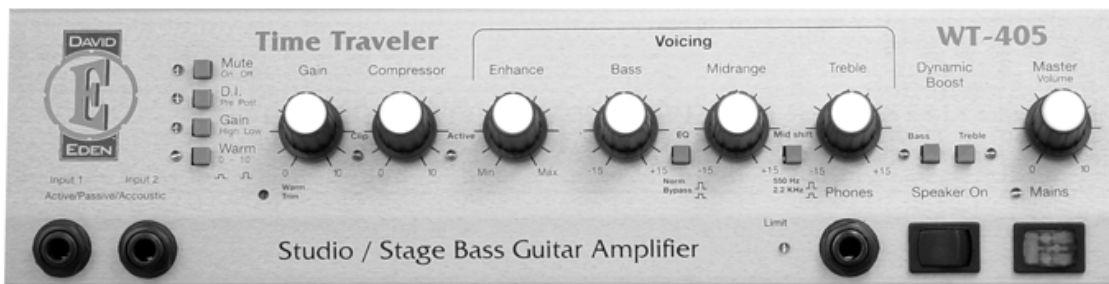 DAVID
E
EDEN
Time Traveler
Voicing
WT-405
Mute
On Off
D.I.
Pre Post
Gain
High Low
Warm
0 - 10
Gain
Compressor
Enhance
Bass
Midrange
Treble
Dynamic
Boost
Master
Volume
Clip
Active
EQ
Mid shift
Bass
Treble
0 10
0 10
Min Max
-15 +15
-15 +15
-15 +15
0 10
Warm
Trim
Norm.
Bypass
550 Hz
2.2 KHz
Input 1 Input 2
Active/Passive/Accoustic
Phones
Speaker On
Mains
Limit
Studio / Stage Bass Guitar Amplifier